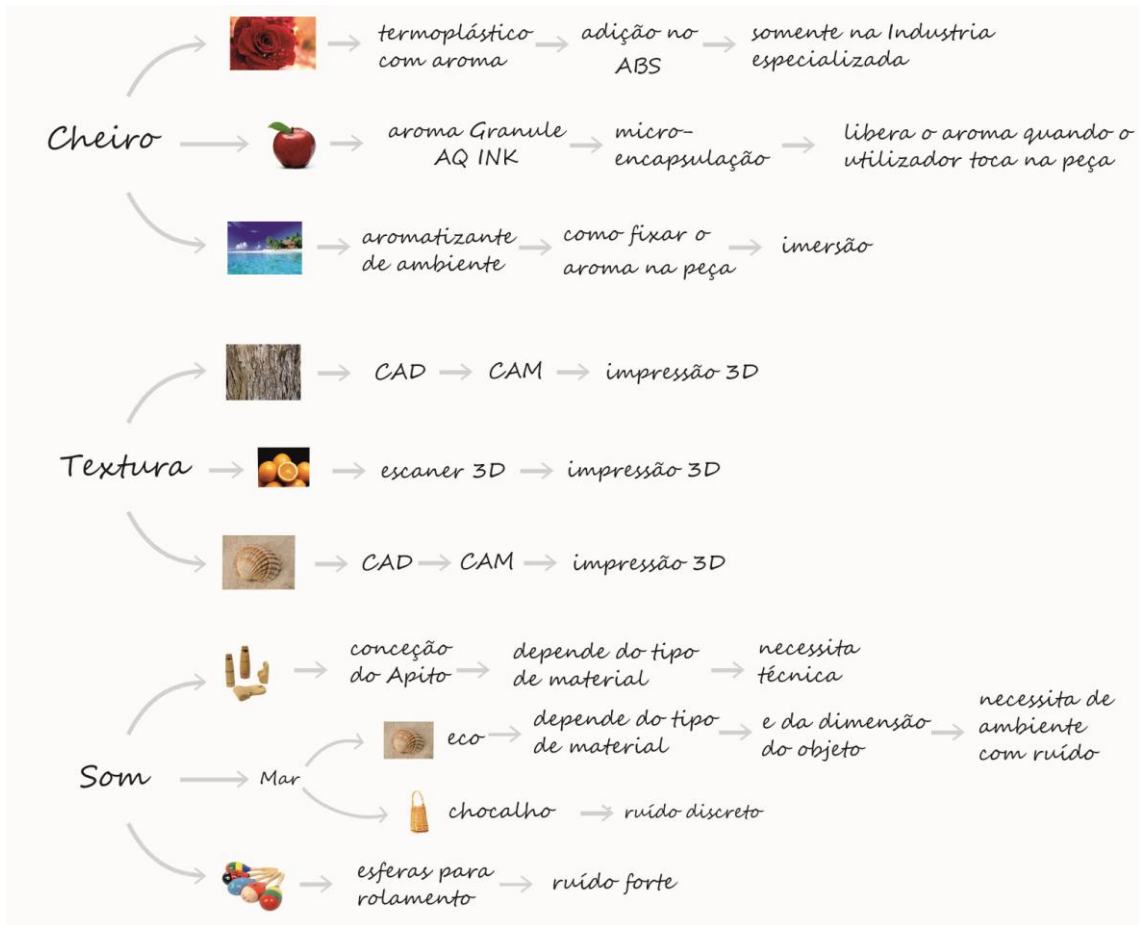 termoplástico
com aroma
adição no
ABS
somente na Industria
especializada
Cheiro
aroma Granule
AQ INK
micro-
encapsulação
libera o aroma quando o
utilizador toca na peça
aromatizante
de ambiente
como fixar o
aroma na peça
imersão
CAD
CAM
impressão 3D
Textura
escaner 3D
impressão 3D
CAD
CAM
impressão 3D
conceção
do Apito
depende do tipo
de material
necessita
técnica
Som
Mar
eco
depende do tipo
de material
e da dimensão
do objeto
necessita de
ambiente
com ruído
chocalho
ruído discreto
esferas para
rolamento
ruído forte